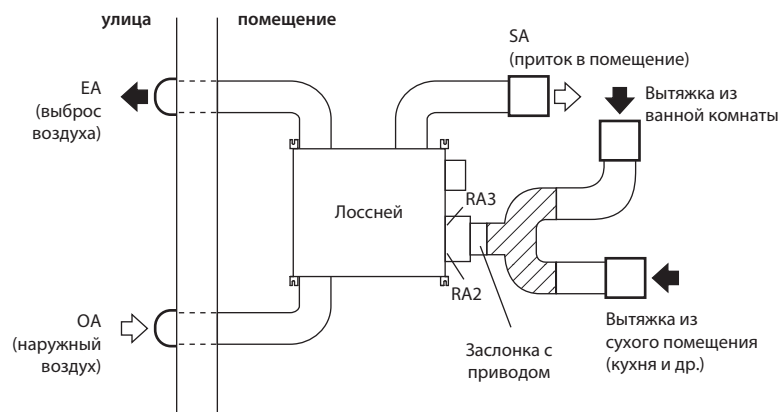 улица
помещение
EA
(выброс
воздуха)
SA
(приток в помещение)
Вытяжка из
ванной комнаты
Лоссней
RA3
RA2
OA
(наружный
воздух)
Заслонка с
приводом
Вытяжка из
сухого помещения
(кухня и др.)